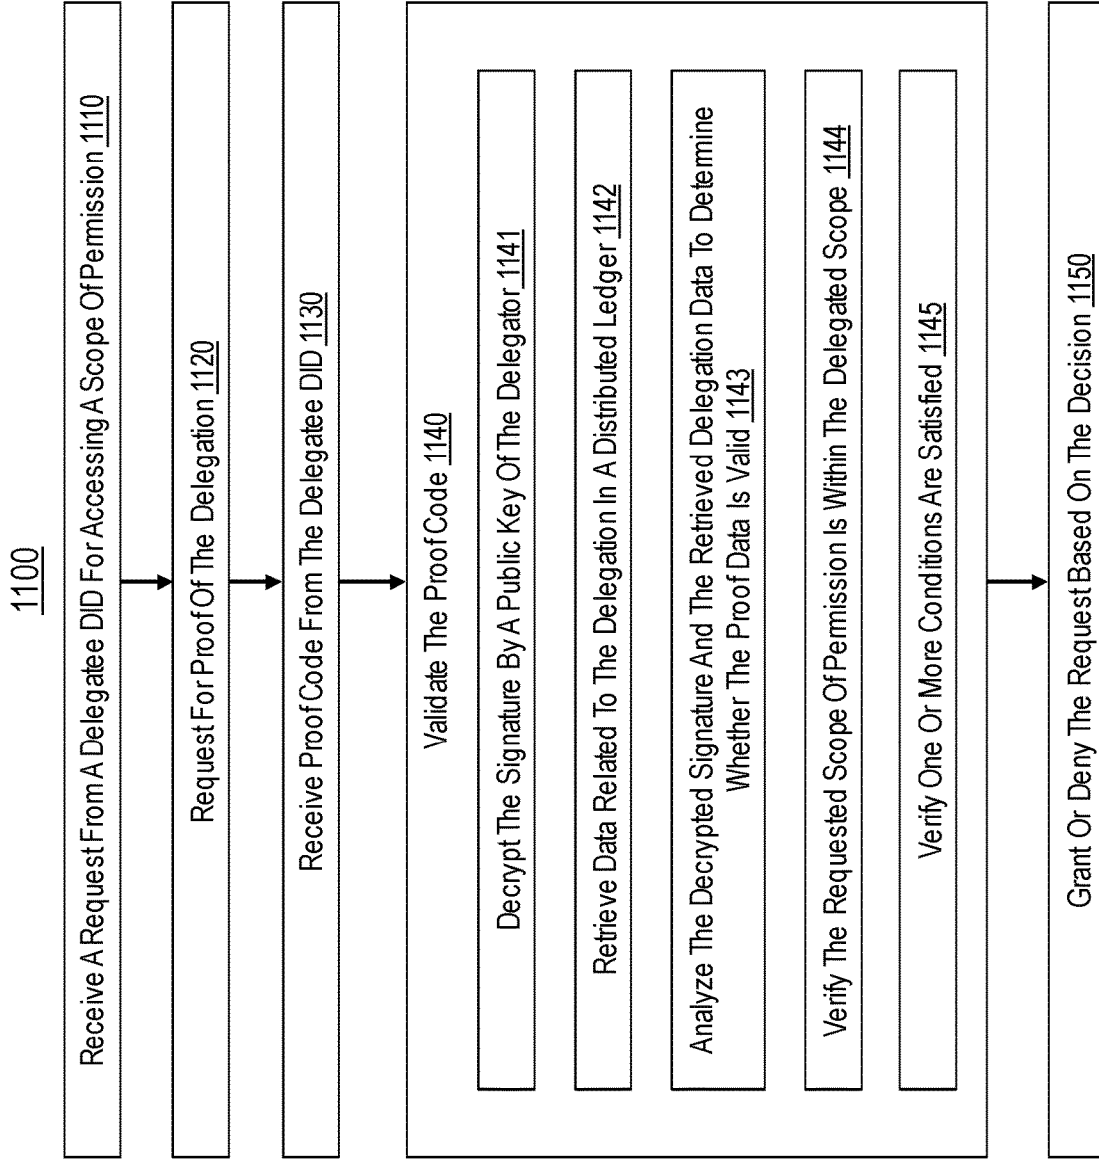 1100
Receive A Request From A Delegatee DID For Accessing A Scope Of Permission 1110
Request For Proof Of The Delegation 1120
Receive Proof Code From The Delegatee DID 1130
Validate The Proof Code 1140
Decrypt The Signature By A Public Key Of The Delegator 1141
Retrieve Data Related To The Delegation In A Distributed Ledger 1142
Analyze The Decrypted Signature And The Retrieved Delegation Data To Determine
Whether The Proof Data Is Valid 1143
Verify The Requested Scope Of Permission Is Within The Delegated Scope 1144
Verify One Or More Conditions Are Satisfied 1145
Grant Or Deny The Request Based On The Decision 1150